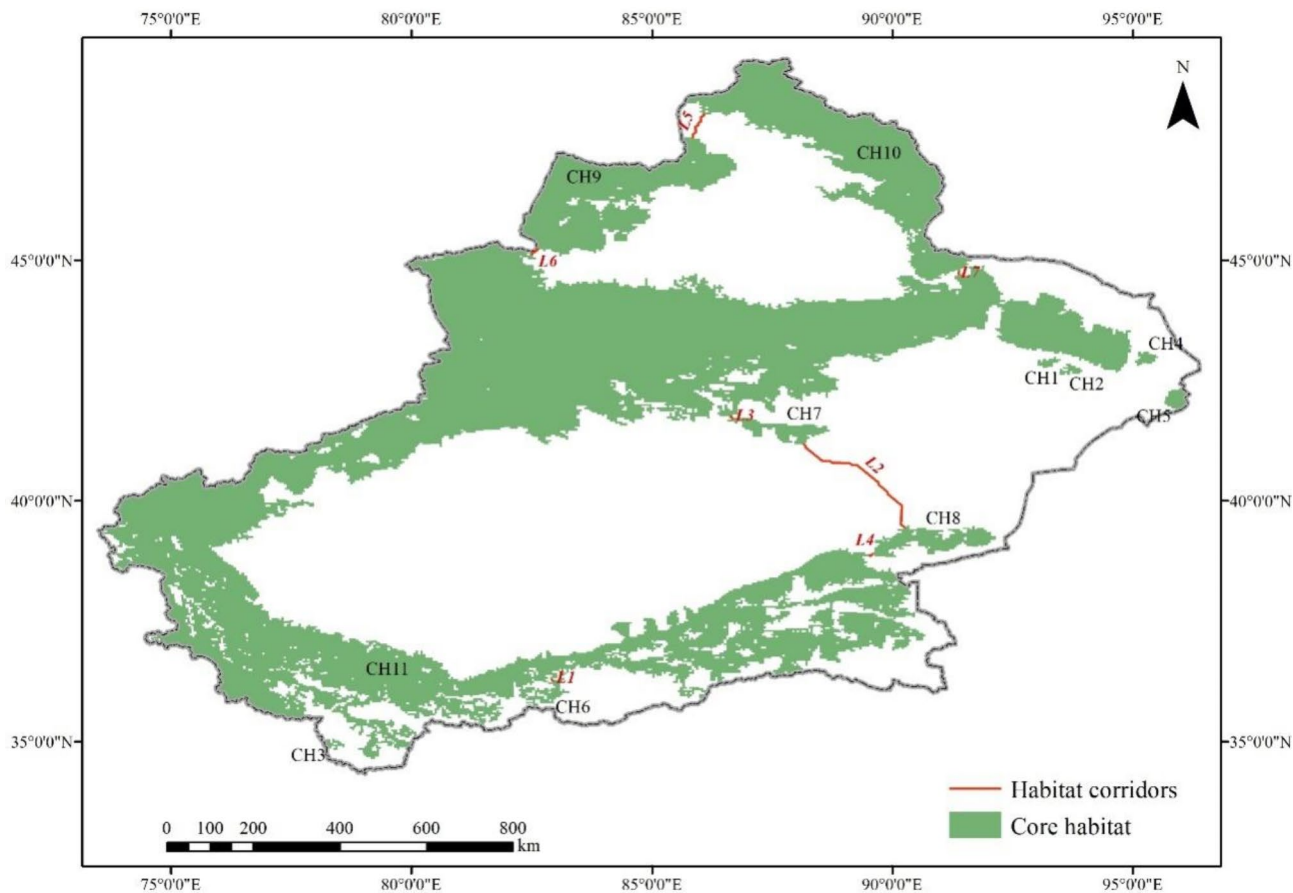 75°0'0"E 80°0'0"E 85°0'0"E 90°0'0"E 95°0'0"E
N
L5
CH10
CH9
45°0'0"N 45°0'0"N
L6
L7
CH4
CH1
CH2
L3
CH7
CH5
L2
40°0'0"N 40°0'0"N
CH8
L4
CH11
L1
CH6
35°0'0"N 35°0'0"N
CH3
Habitat corridors
Core habitat
0 100 200 400 600 800
km
75°0'0"E 80°0'0"E 85°0'0"E 90°0'0"E 95°0'0"E